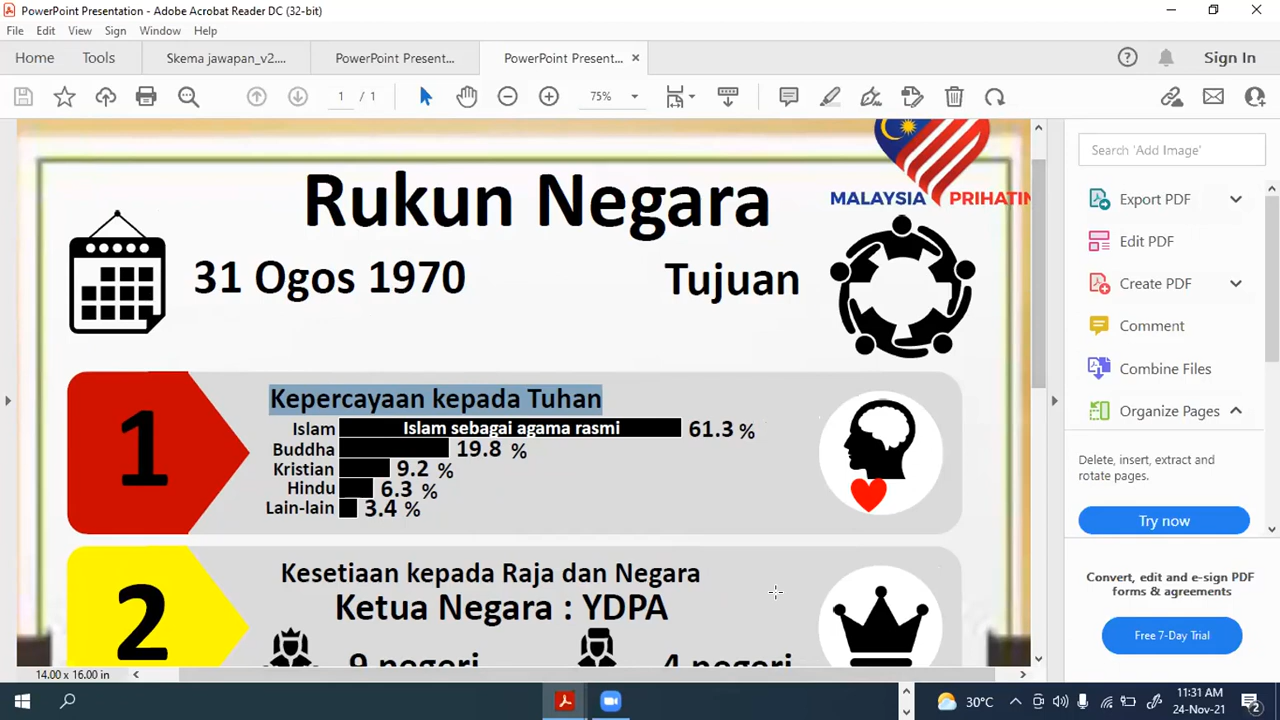 PowerPoint Presentation - Adobe Acrobat Reader DC (32-bit)
File Edit View Sign Window Help
Home Tools Skema jawapan_v2.... PowerPoint Present... PowerPoint Present... × Sign In
1 / 1 75%
MALAYSIA PRIHATIN
Rukun Negara
31 Ogos 1970 Tujuan
1
Kepercayaan kepada Tuhan
Islam Islam sebagai agama rasmi 61.3 %
Buddha 19.8 %
Kristian 9.2 %
Hindu 6.3 %
Lain-lain 3.4 %
2
Kesetiaan kepada Raja dan Negara
Ketua Negara : YDPA
9 negeri 4 negeri
14.00 x 16.00 in
Search 'Add Image'
Export PDF
Edit PDF
Create PDF
Comment
Combine Files
Organize Pages
Delete, insert, extract and
rotate pages.
Try now
Convert, edit and e-sign PDF
forms & agreements
Free 7-Day Trial
30°C 11:31 AM
24-Nov-21 2